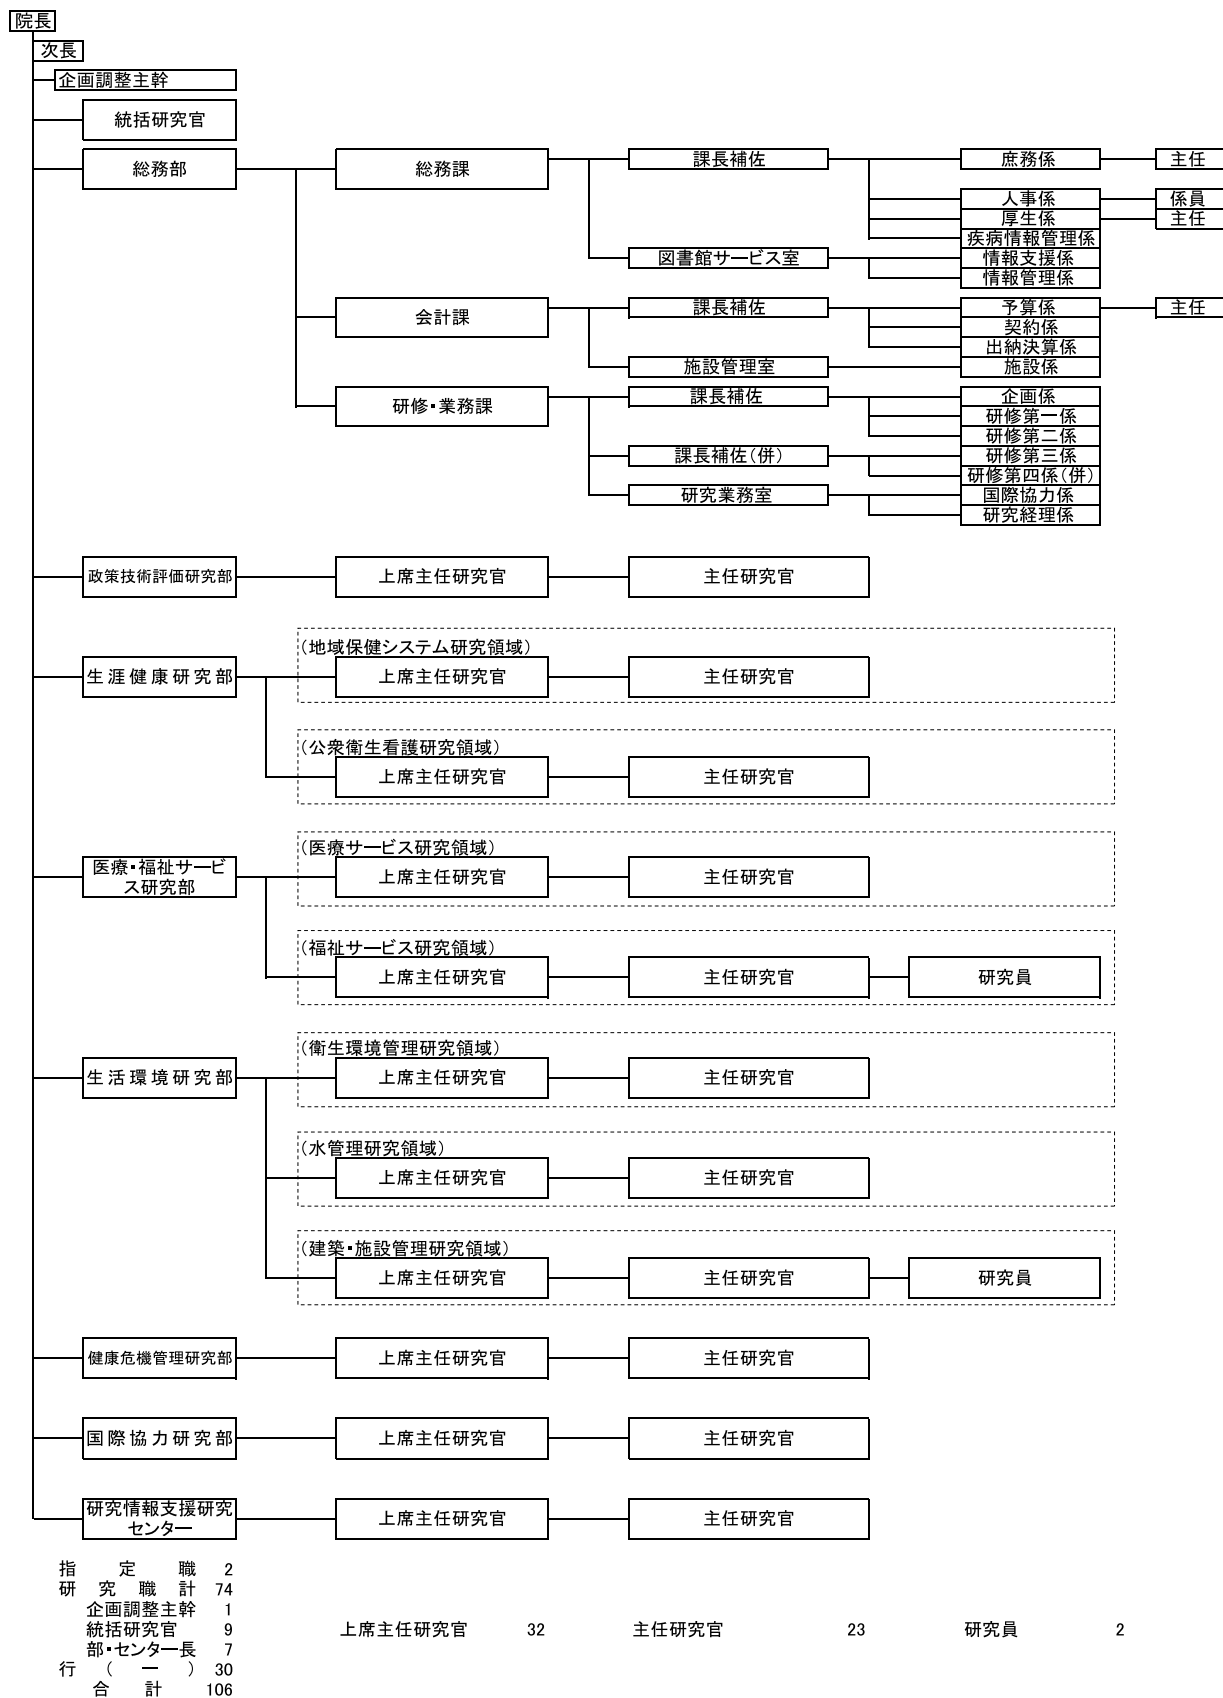 院長
次長
企画調整主幹
統括研究官
総務部 総務課 課長補佐 庶務係 主任
人事係 係員
厚生係 主任
疾病情報管理係
図書館サービス室 情報支援係
情報管理係
会計課 課長補佐 予算係 主任
契約係
出納決算係
施設管理室 施設係
研修・業務課 課長補佐 企画係
研修第一係
研修第二係
課長補佐(併) 研修第三係
研修第四係(併)
研究業務室 国際協力係
研究経理係
政策技術評価研究部 上席主任研究官 主任研究官
(地域保健システム研究領域)
生涯健康研究部 上席主任研究官 主任研究官
(公衆衛生看護研究領域)
上席主任研究官 主任研究官
(医療サービス研究領域)
医療・福祉サービ
ス研究部 上席主任研究官 主任研究官
(福祉サービス研究領域)
上席主任研究官 主任研究官 研究員
(衛生環境管理研究領域)
生活環境研究部 上席主任研究官 主任研究官
(水管理研究領域)
上席主任研究官 主任研究官
(建築・施設管理研究領域)
上席主任研究官 主任研究官 研究員
健康危機管理研究部 上席主任研究官 主任研究官
国際協力研究部 上席主任研究官 主任研究官
研究情報支援研究
センター 上席主任研究官 主任研究官
指定職 2
研究職計 74
企画調整主幹 1
統括研究官 9 上席主任研究官 32 主任研究官 23 研究員 2
部・センター長 7
行(一) 30
合計 106